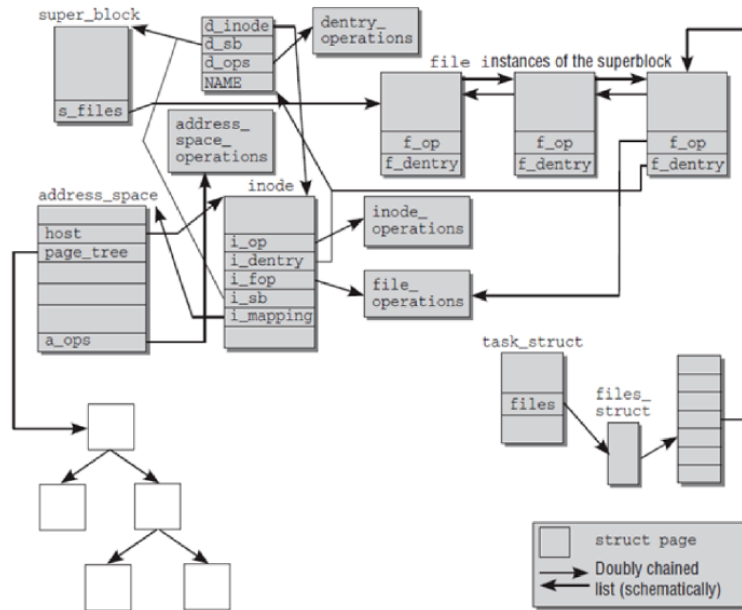 super_block
s_files
d_inode
d_sb
d_ops
NAME
dentry_
operations
file instances of the superblock
f_op
f_dentry
f_op
f_dentry
f_op
f_dentry
address_
space_
operations
address_space
host
page_tree
a_ops
inode
i_op
i_dentry
i_fop
i_sb
i_mapping
inode_
operations
file_
operations
task_struct
files
files_
struct
struct page
Doubly chained
list (schematically)